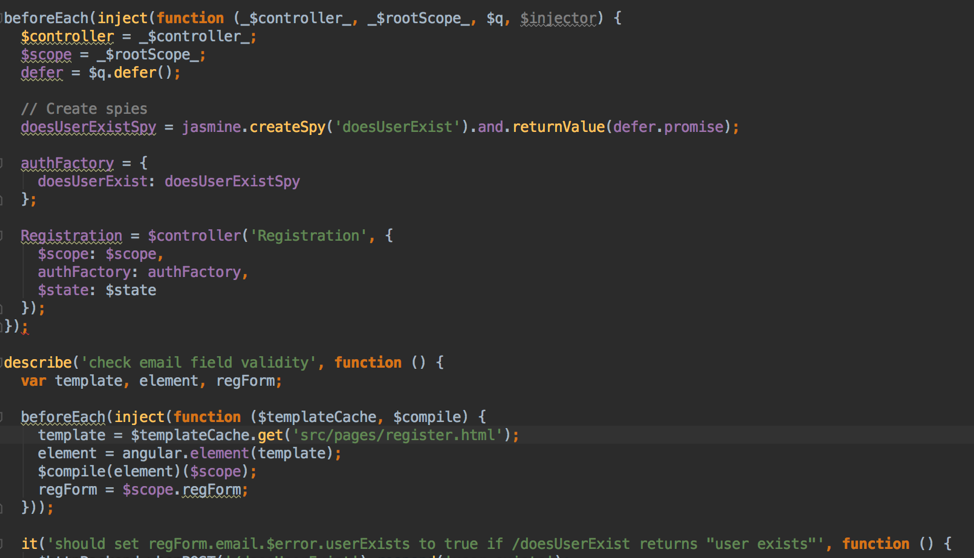 beforeEach(inject(function (_$controller_, _$rootScope_, $q, $injector) {
$controller = _$controller_;
$scope = _$rootScope_;
defer = $q.defer();
// Create spies
doesUserExistSpy = jasmine.createSpy('doesUserExist').and.returnValue(defer.promise);
authFactory = {
doesUserExist: doesUserExistSpy
};
Registration = $controller('Registration', {
$scope: $scope,
authFactory: authFactory,
$state: $state
});
});
describe('check email field validity', function () {
var template, element, regForm;
beforeEach(inject(function ($templateCache, $compile) {
template = $templateCache.get('src/pages/register.html');
element = angular.element(template);
$compile(element)($scope);
regForm = $scope.regForm;
}));
it('should set regForm.email.$error.userExists to true if /doesUserExist returns "user exists"', function () {